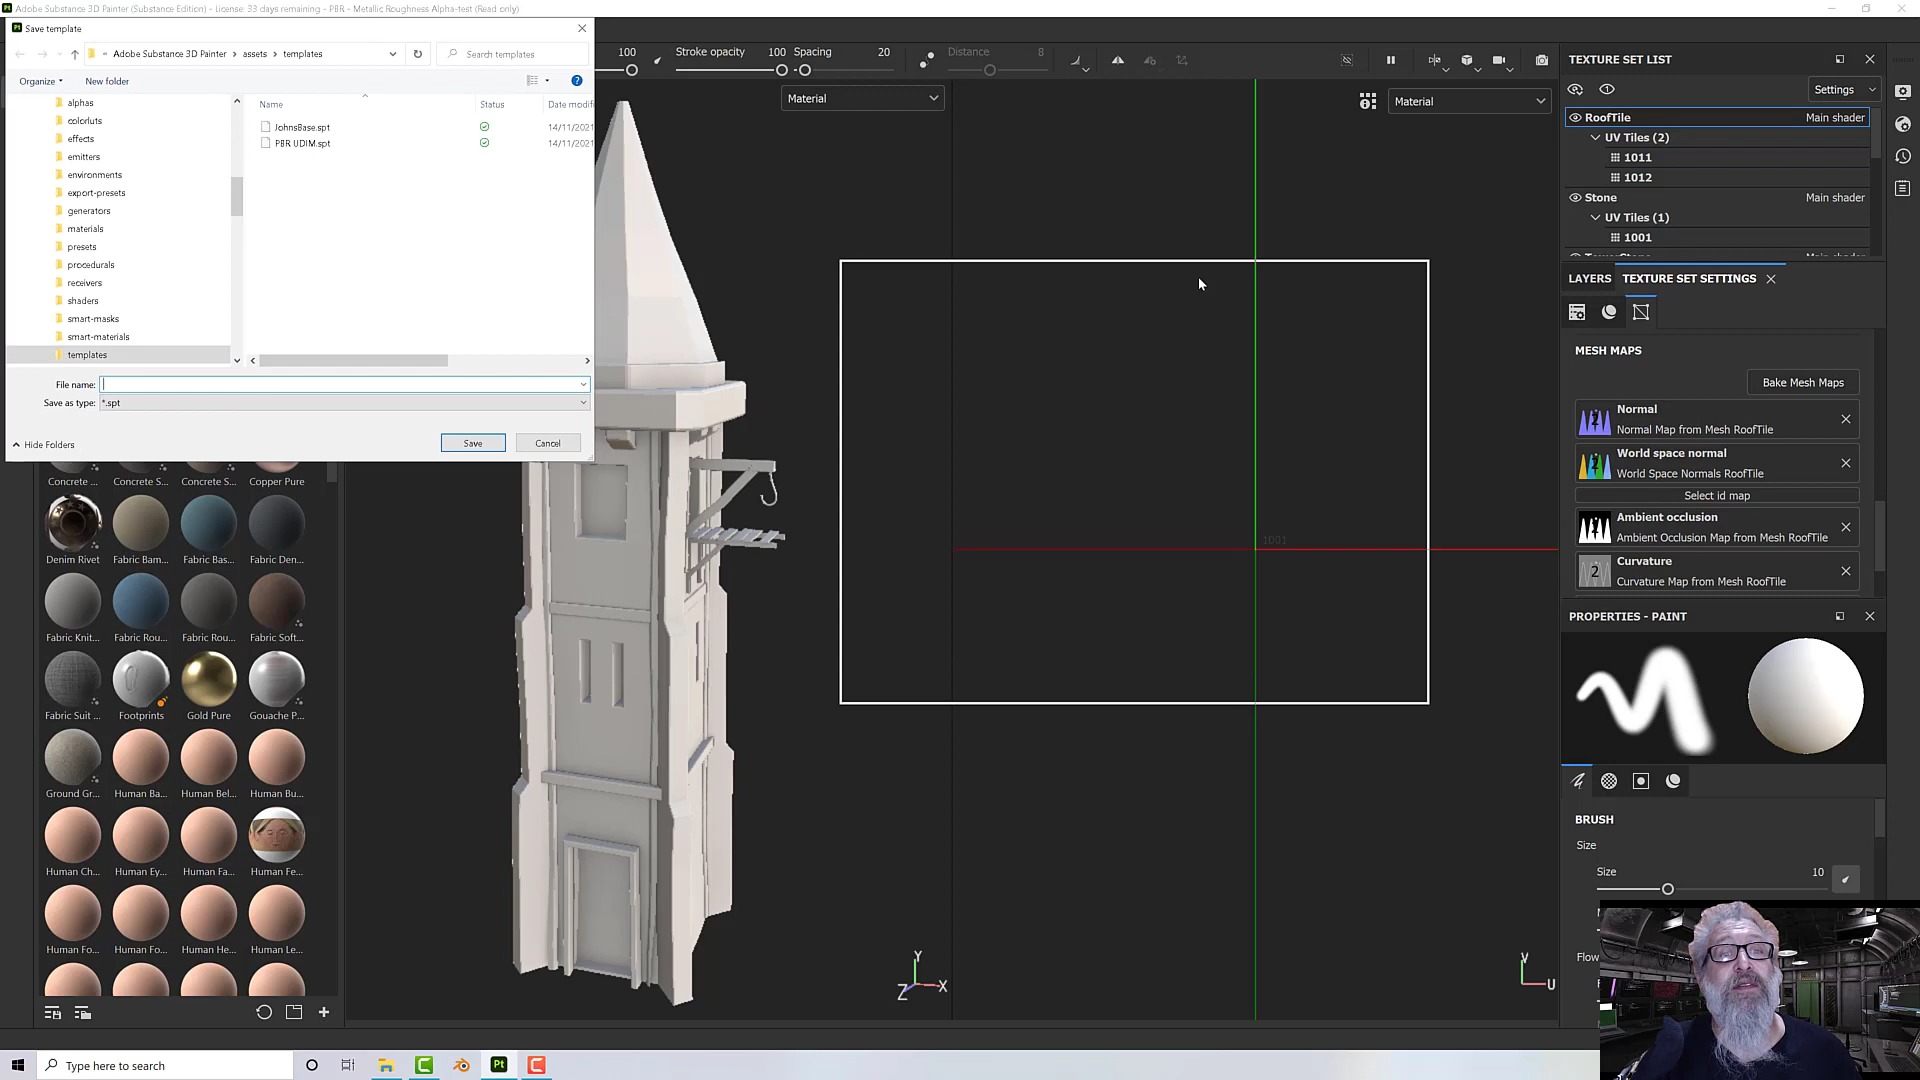 Adobe Substance 3D Painter (Substance Edition) - License: 33 days remaining - PBR - Metallic Roughness Alpha-test (Read only)
Save template
« Adobe Substance 3D Painter > assets > templates
Search templates
Organize
New folder
alphas
colorluts
effects
emitters
environments
export-presets
generators
materials
presets
procedurals
receivers
shaders
smart-masks
smart-materials
templates
Name Status Date modifi
JohnsBase.spt 14/11/2021
PBR UDIM.spt 14/11/2021
File name:
Save as type: *.spt
Hide Folders
Save
Cancel
100 Stroke opacity 100 Spacing 20 Distance 8
Material
Material
1001
Y
Z X
V
U
Concrete ... Concrete S... Concrete S... Copper Pure
Denim Rivet Fabric Bam... Fabric Bas... Fabric Den...
Fabric Knit... Fabric Rou... Fabric Rou... Fabric Soft...
Fabric Suit ... Footprints Gold Pure Gouache P...
Ground Gr... Human Ba... Human Bel... Human Bu...
Human Ch... Human Ey... Human Fa... Human Fe...
Human Fo... Human Fo... Human He... Human Le...
TEXTURE SET LIST
Settings
RoofTile Main shader
UV Tiles (2)
1011
1012
Stone Main shader
UV Tiles (1)
1001
LAYERS TEXTURE SET SETTINGS
MESH MAPS
Bake Mesh Maps
Normal
Normal Map from Mesh RoofTile
World space normal
World Space Normals RoofTile
Select id map
Ambient occlusion
Ambient Occlusion Map from Mesh RoofTile
Curvature
Curvature Map from Mesh RoofTile
PROPERTIES - PAINT
BRUSH
Size
Size 10
Flow
Type here to search
Pt